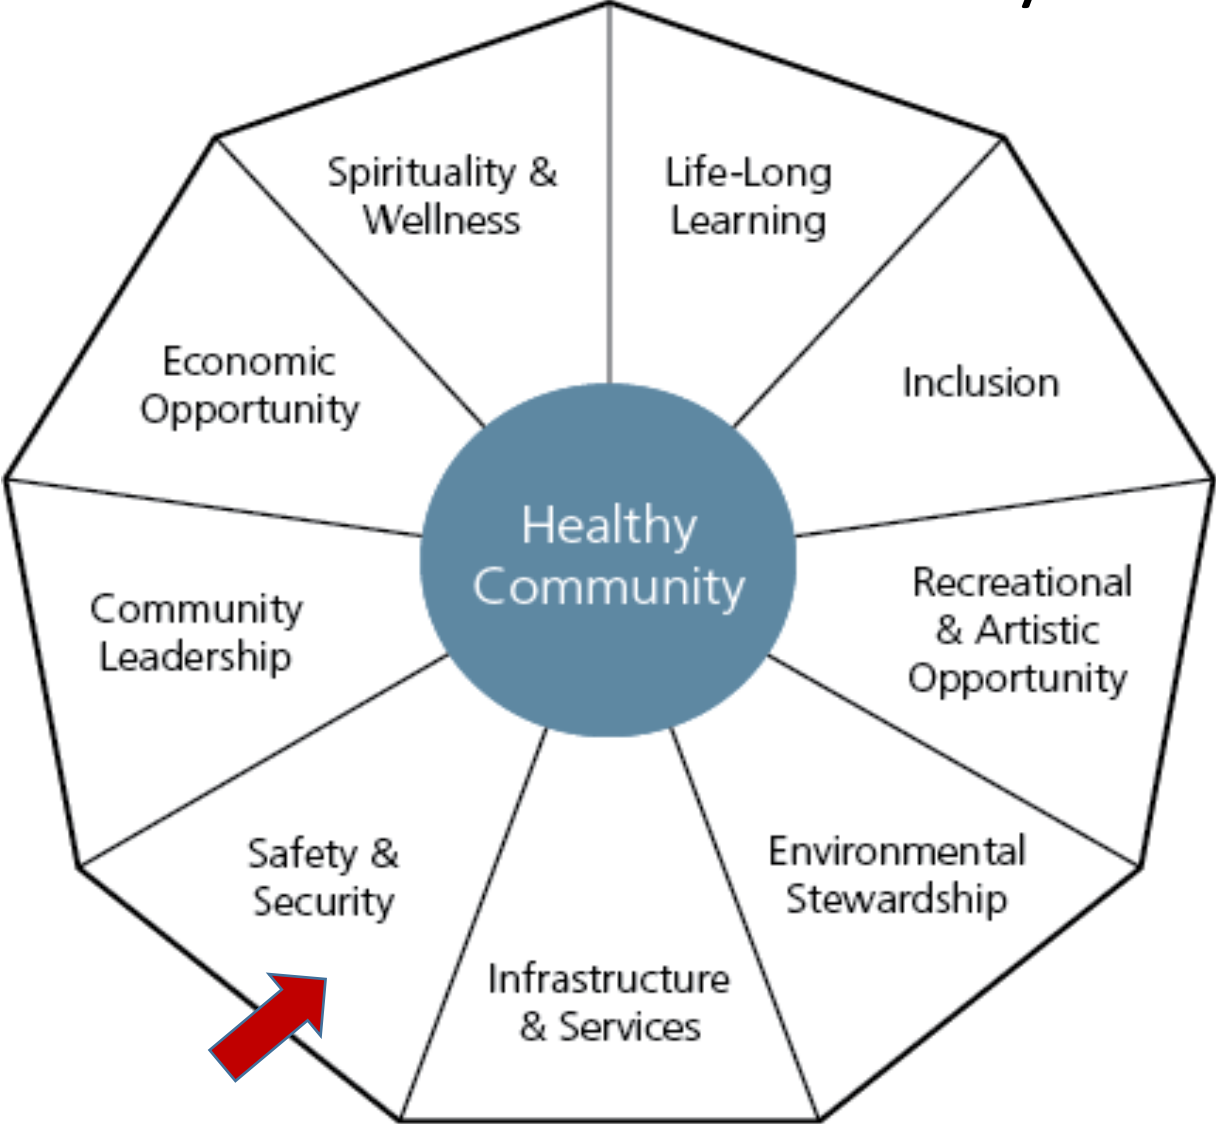 Spirituality &
Wellness
Life-Long
Learning
Economic
Opportunity
Inclusion
Healthy
Community
Community
Leadership
Recreational
& Artistic
Opportunity
Safety &
Security
Environmental
Stewardship
Infrastructure
& Services